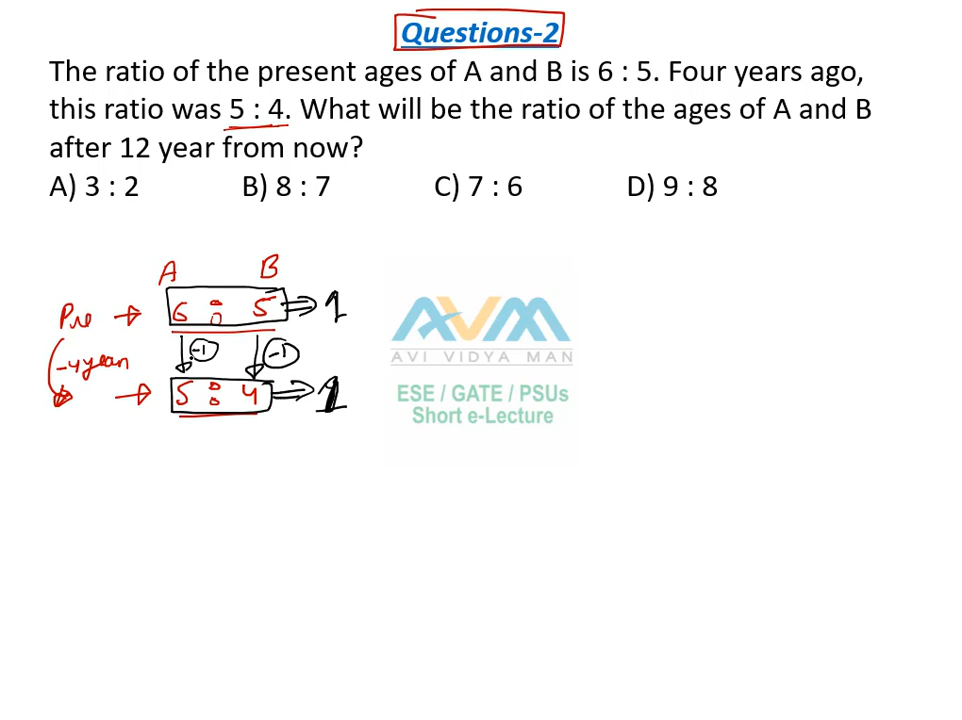 Questions-2
The ratio of the present ages of A and B is 6 : 5. Four years ago,
this ratio was 5 : 4. What will be the ratio of the ages of A and B
after 12 year from now?
A) 3 : 2 B) 8 : 7 C) 7 : 6 D) 9 : 8
A B
Pre → 6 : 5 ⇒ 1
-1 -1
-4 years
→ 5 : 4 ⇒ 1
AVM
AVI VIDYA MAN
ESE / GATE / PSUs
Short e-Lecture